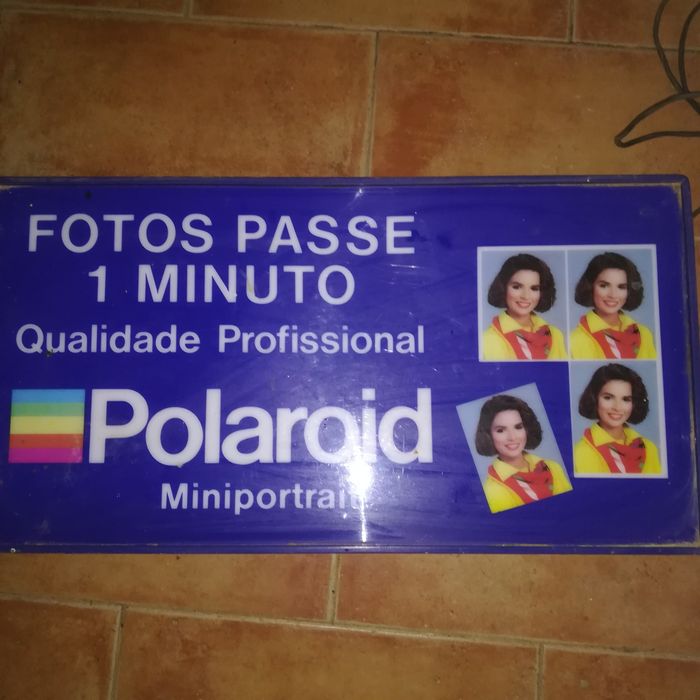 FOTOS PASSE
1 MINUTO
Qualidade Profissional
Polaroid
Miniportrait